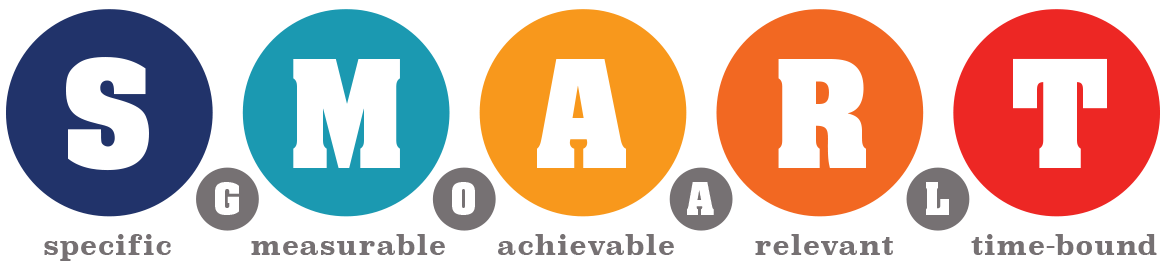 S M A R T
G O A L
specific measurable achievable relevant time-bound